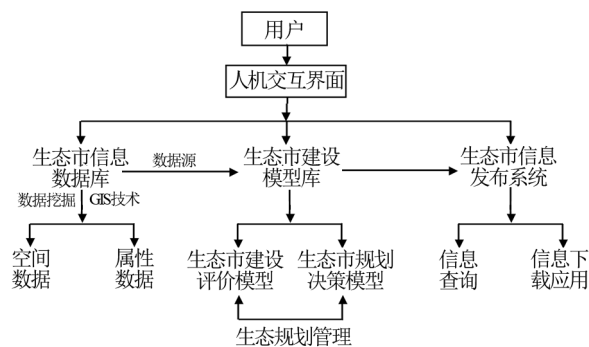 用户
人机交互界面
生态市信息
数据库
数据源
生态市建设
模型库
生态市信息
发布系统
数据挖掘
GIS技术
空间
数据
属性
数据
生态市建设
评价模型
生态市规划
决策模型
信息
查询
信息下
载应用
生态规划管理